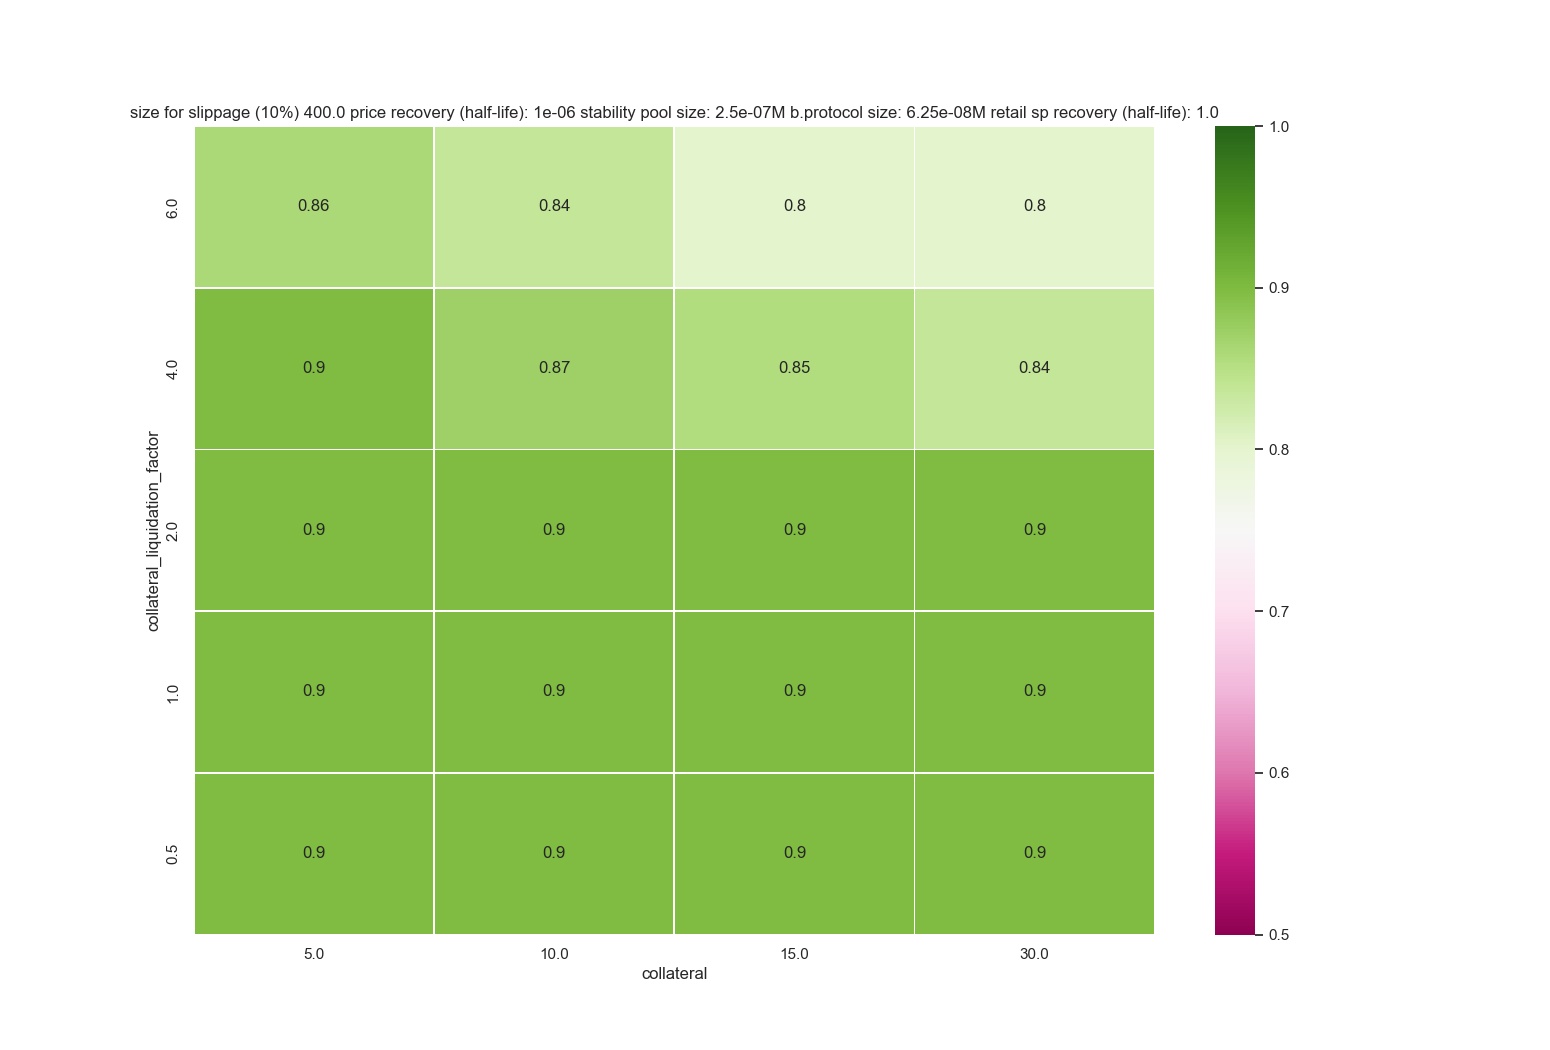 size for slippage (10%) 400.0 price recovery (half-life): 1e-06 stability pool size: 2.5e-07M b.protocol size: 6.25e-08M retail sp recovery (half-life): 1.0
collateral_liquidation_factor
6.0 0.86 0.84 0.8 0.8
4.0 0.9 0.87 0.85 0.84
2.0 0.9 0.9 0.9 0.9
1.0 0.9 0.9 0.9 0.9
0.5 0.9 0.9 0.9 0.9
5.0 10.0 15.0 30.0
collateral
1.0
0.9
0.8
0.7
0.6
0.5